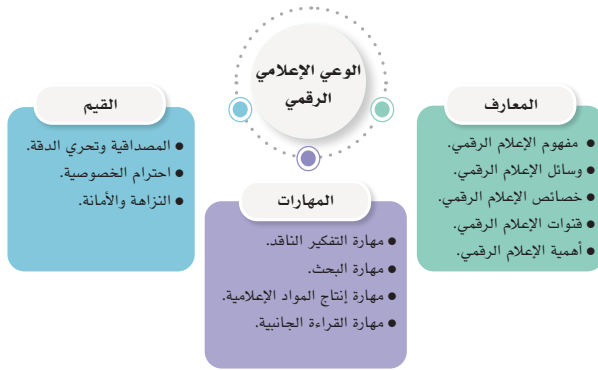 الوعي الإعلامي
الرقمي
المعارف
● مفهوم الإعلام الرقمي.
● وسائل الإعلام الرقمي.
● خصائص الإعلام الرقمي.
● قنوات الإعلام الرقمي.
● أهمية الإعلام الرقمي.
المهارات
● مهارة التفكير الناقد.
● مهارة البحث.
● مهارة إنتاج المواد الإعلامية.
● مهارة القراءة الجانبية.
القيم
● المصداقية وتحري الدقة.
● احترام الخصوصية.
● النزاهة والأمانة.